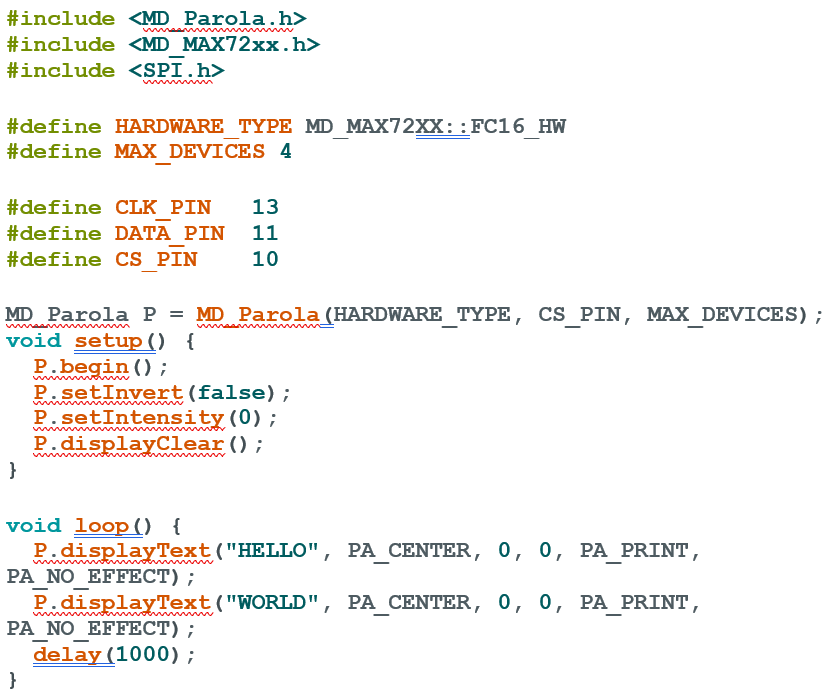 #include <MD_Parola.h>
#include <MD_MAX72xx.h>
#include <SPI.h>
#define HARDWARE_TYPE MD_MAX72XX::FC16_HW
#define MAX_DEVICES 4
#define CLK_PIN   13
#define DATA_PIN  11
#define CS_PIN    10
MD_Parola P = MD_Parola(HARDWARE_TYPE, CS_PIN, MAX_DEVICES);
void setup() {
  P.begin();
  P.setInvert(false);
  P.setIntensity(0);
  P.displayClear();
}
void loop() {
  P.displayText("HELLO", PA_CENTER, 0, 0, PA_PRINT,
PA_NO_EFFECT);
  P.displayText("WORLD", PA_CENTER, 0, 0, PA_PRINT,
PA_NO_EFFECT);
  delay(1000);
}